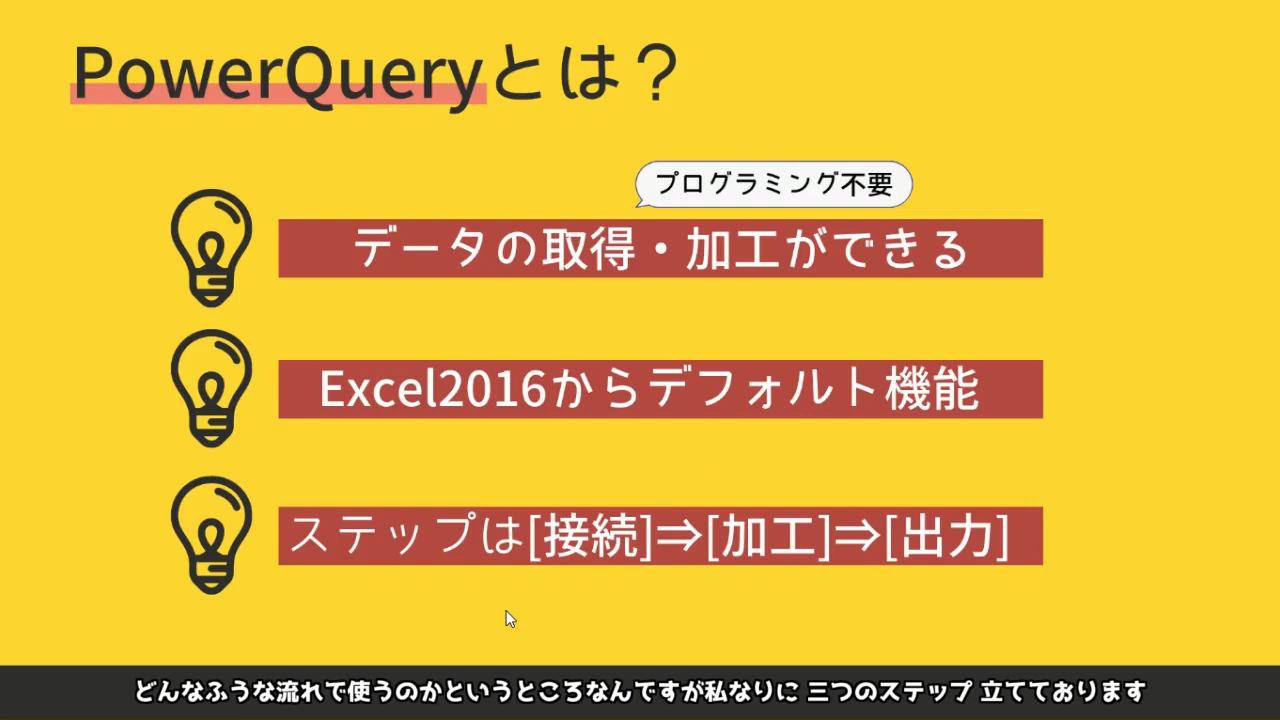 PowerQueryとは？
プログラミング不要
データの取得・加工ができる
Excel2016からデフォルト機能
ステップは[接続]⇒[加工]⇒[出力]
どんなふうな流れで使うのかというところなんですが私なりに 三つのステップ 立てております